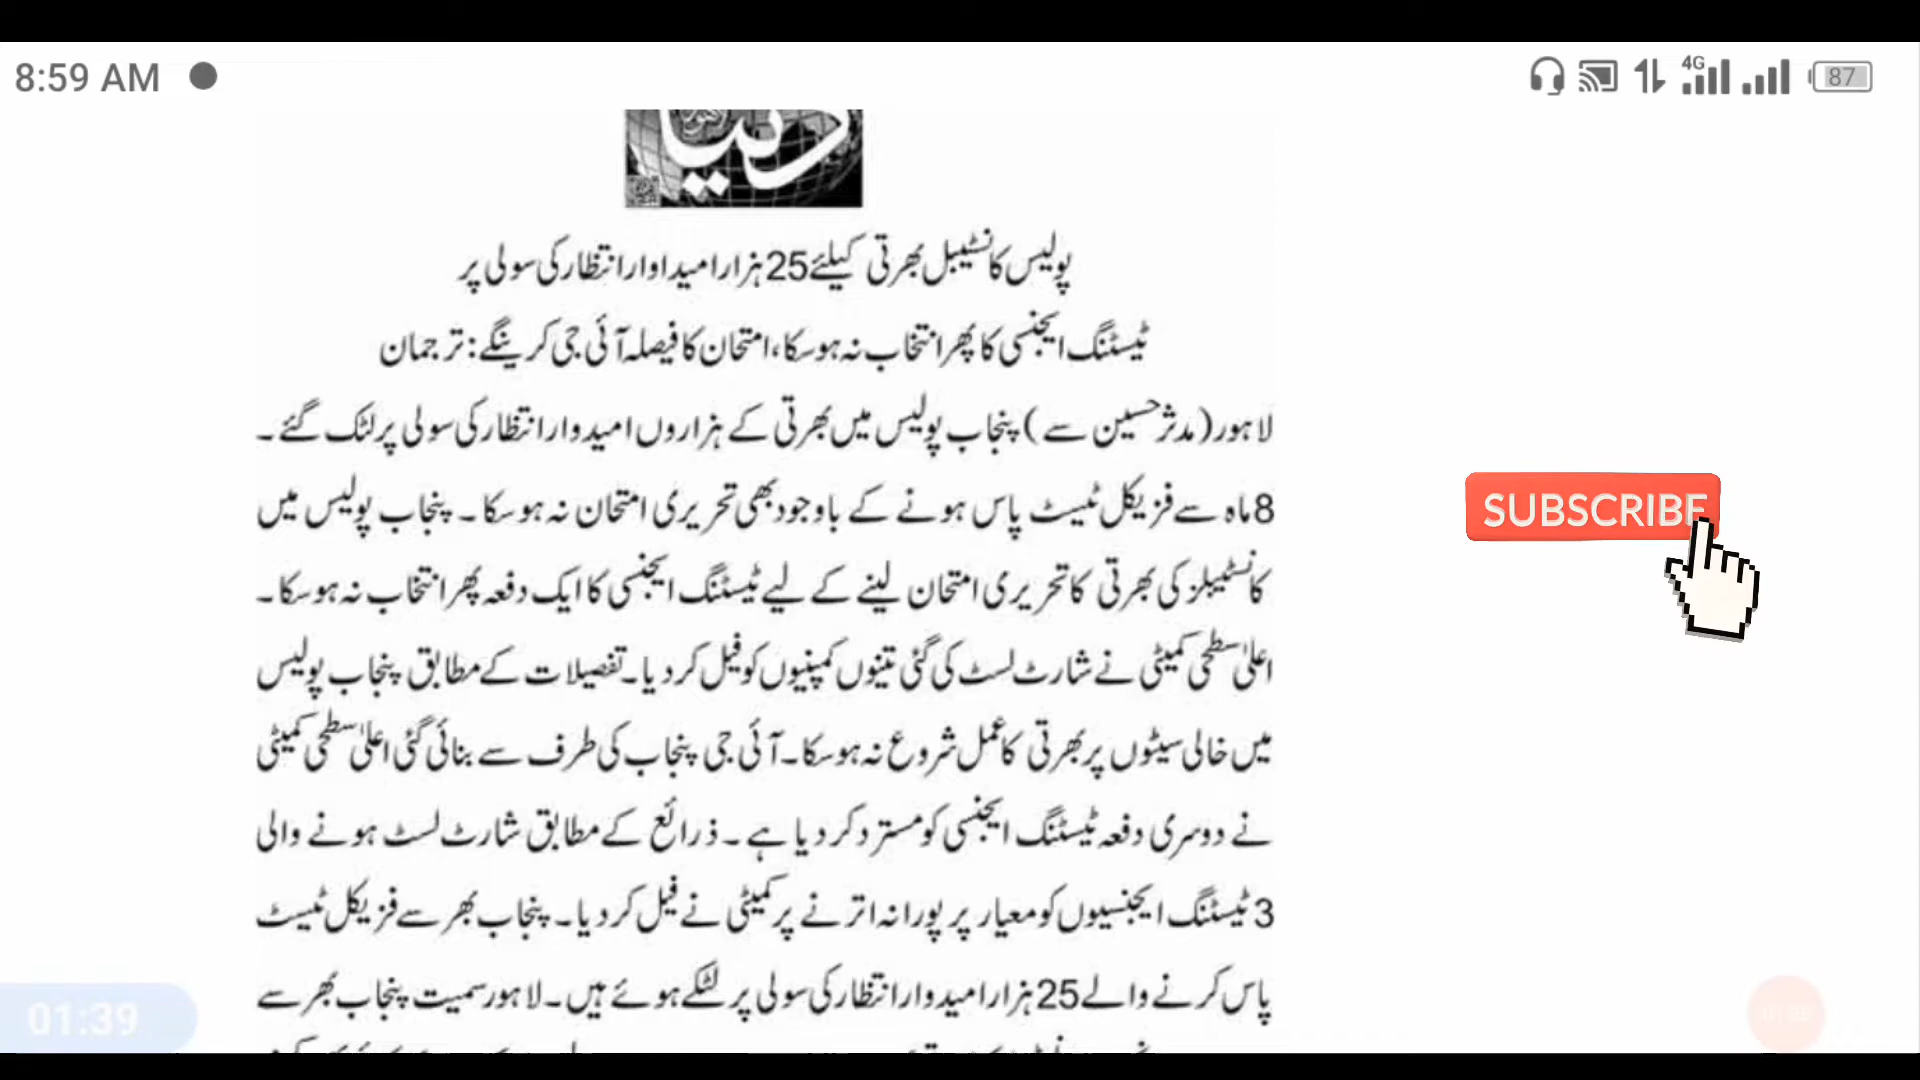 8:59 AM
4G
87
دنیا
پولیس کانسٹیبل بھرتی کیلئے 25 ہزار امیداوار انتظار کی سولی پر
ٹیسٹنگ ایجنسی کا پھر انتخاب نہ ہوسکا، امتحان کا فیصلہ آئی جی کرینگے: ترجمان
لاہور (مدثر حسین سے) پنجاب پولیس میں بھرتی کے ہزاروں امیدوار انتظار کی سولی پر لٹک گئے۔
8 ماہ سے فزیکل ٹیسٹ پاس ہونے کے باوجود بھی تحریری امتحان نہ ہوسکا۔ پنجاب پولیس میں
کانسٹیبلز کی بھرتی کا تحریری امتحان لینے کے لیے ٹیسٹنگ ایجنسی کا ایک دفعہ پھر انتخاب نہ ہوسکا۔
اعلیٰ سطحی کمیٹی نے شارٹ لسٹ کی گئی تینوں کمپنیوں کو فیل کردیا۔ تفصیلات کے مطابق پنجاب پولیس
میں خالی سیٹوں پر بھرتی کا عمل شروع نہ ہوسکا۔ آئی جی پنجاب کی طرف سے بنائی گئی اعلیٰ سطحی کمیٹی
نے دوسری دفعہ ٹیسٹنگ ایجنسی کو مسترد کردیا ہے۔ ذرائع کے مطابق شارٹ لسٹ ہونے والی
3 ٹیسٹنگ ایجنسیوں کو معیار پر پورا نہ اترنے پر کمیٹی نے فیل کردیا۔ پنجاب بھر سے فزیکل ٹیسٹ
پاس کرنے والے 25 ہزار امیدوار انتظار کی سولی پر لٹکے ہوئے ہیں۔ لاہور سمیت پنجاب بھر سے
SUBSCRIBE
01:39